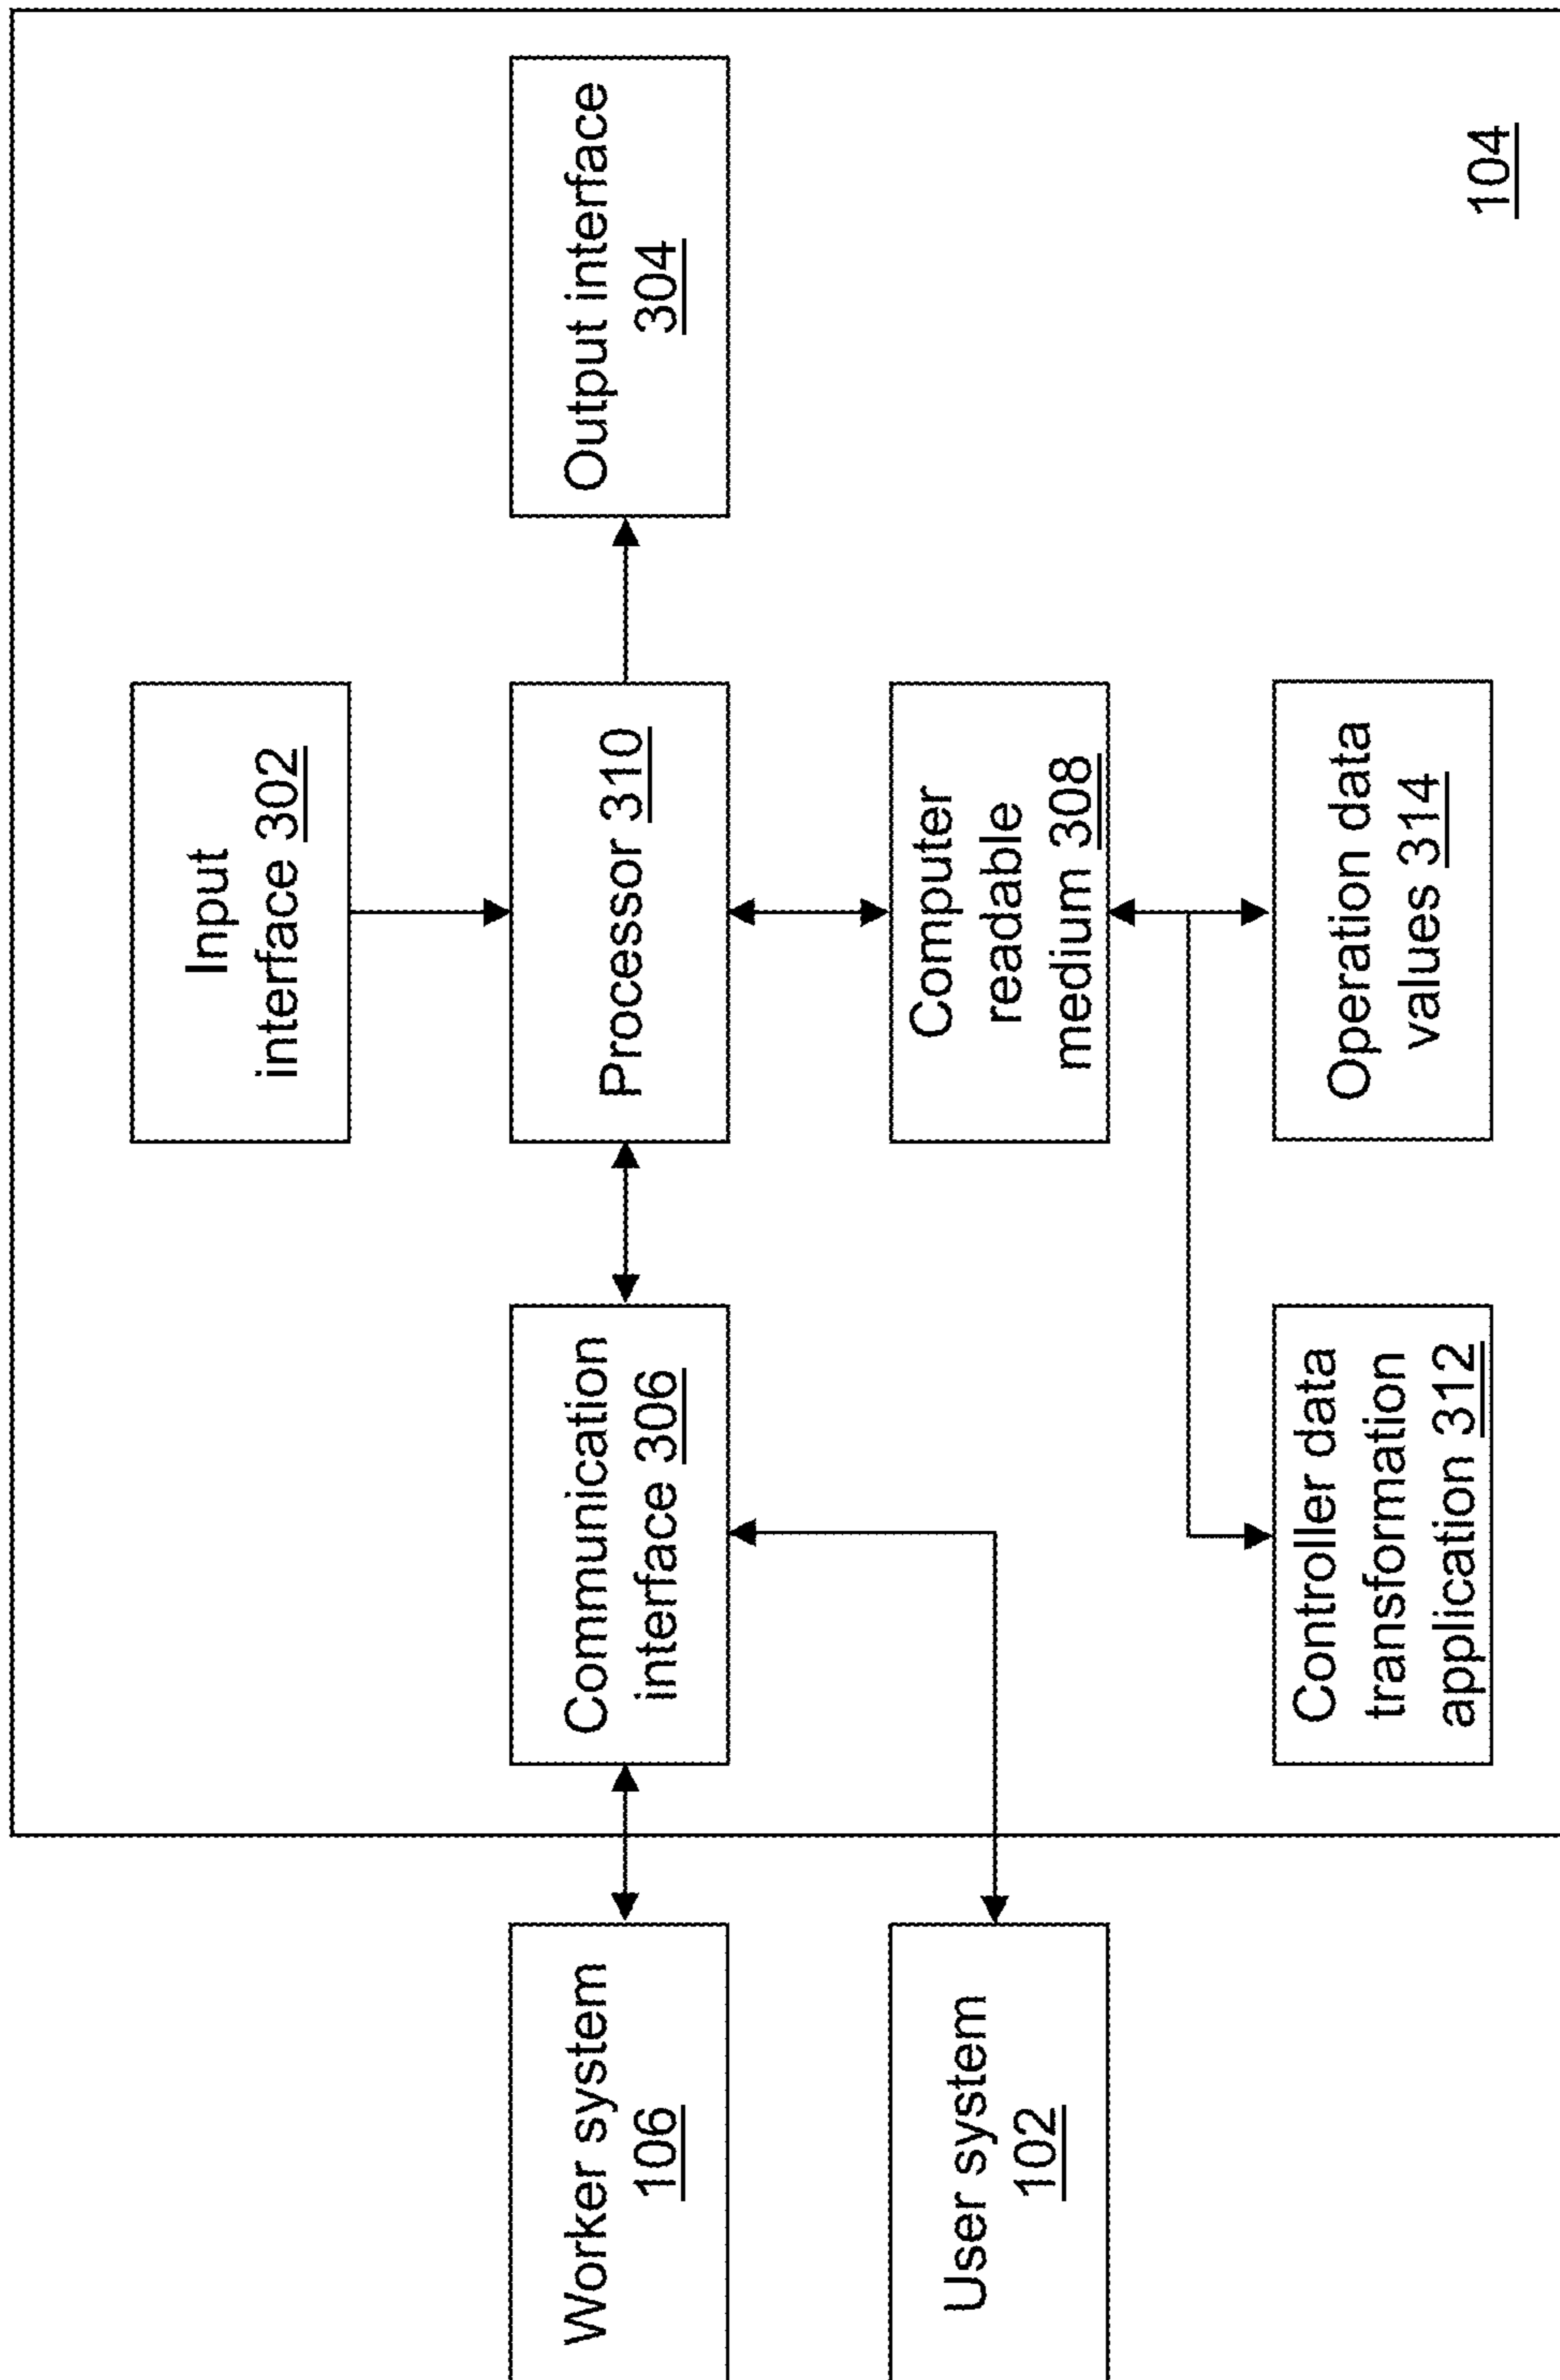 Input
interface 302
Worker system
106
Communication
interface 306
Processor 310
Output interface
304
User system
102
Computer
readable
medium 308
Controller data
transformation
application 312
Operation data
values 314
104